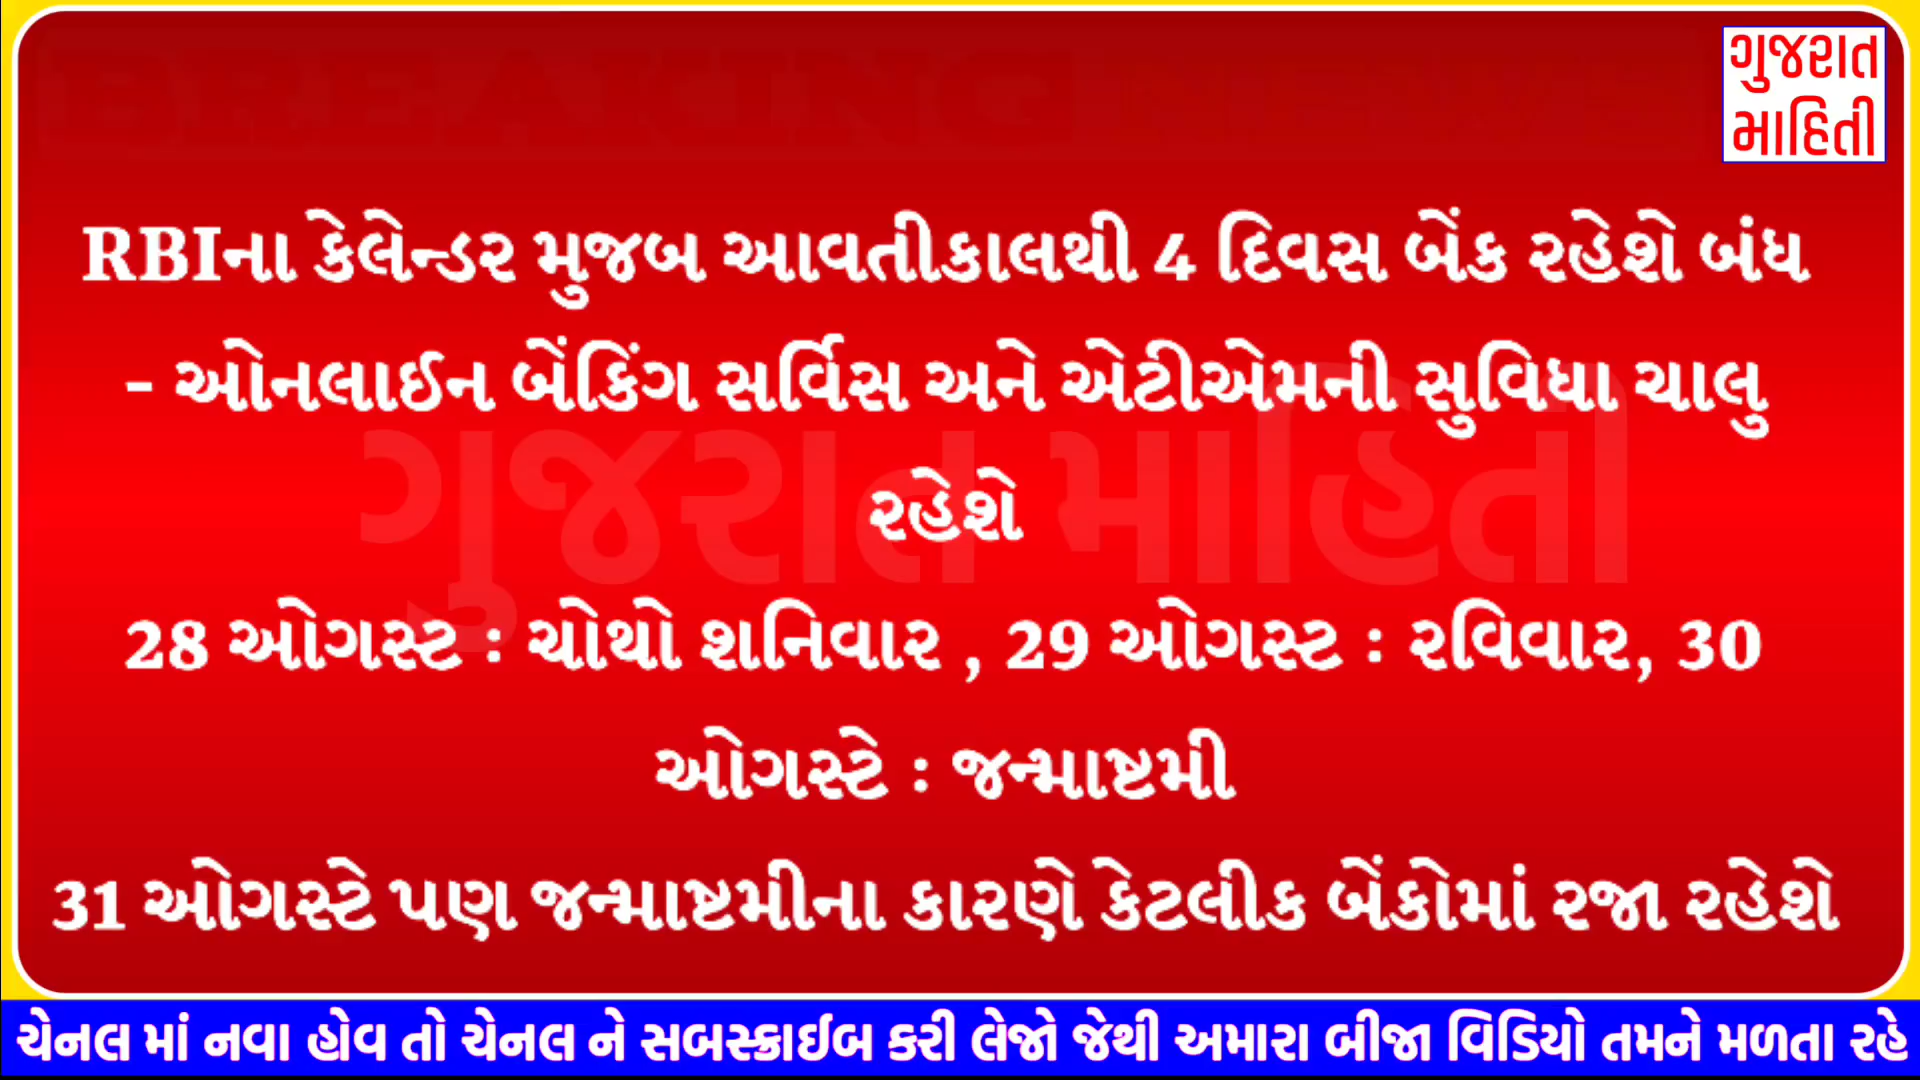 BREAKING
ગુજરાત
માહિતી
RBIના કેલેન્ડર મુજબ આવતીકાલથી 4 દિવસ બેંક રહેશે બંધ
- ઓનલાઈન બેંકિંગ સર્વિસ અને એટીએમની સુવિધા ચાલુ
રહેશે
ગુજરાત માહિતી
28 ઓગસ્ટ : ચોથો શનિવાર , 29 ઓગસ્ટ : રવિવાર, 30
ઓગસ્ટે : જન્માષ્ટમી
31 ઓગસ્ટે પણ જન્માષ્ટમીના કારણે કેટલીક બેંકોમાં રજા રહેશે
ચેનલ માં નવા હોવ તો ચેનલ ને સબસ્ક્રાઈબ કરી લેજો જેથી અમારા બીજા વિડિયો તમને મળતા રહે